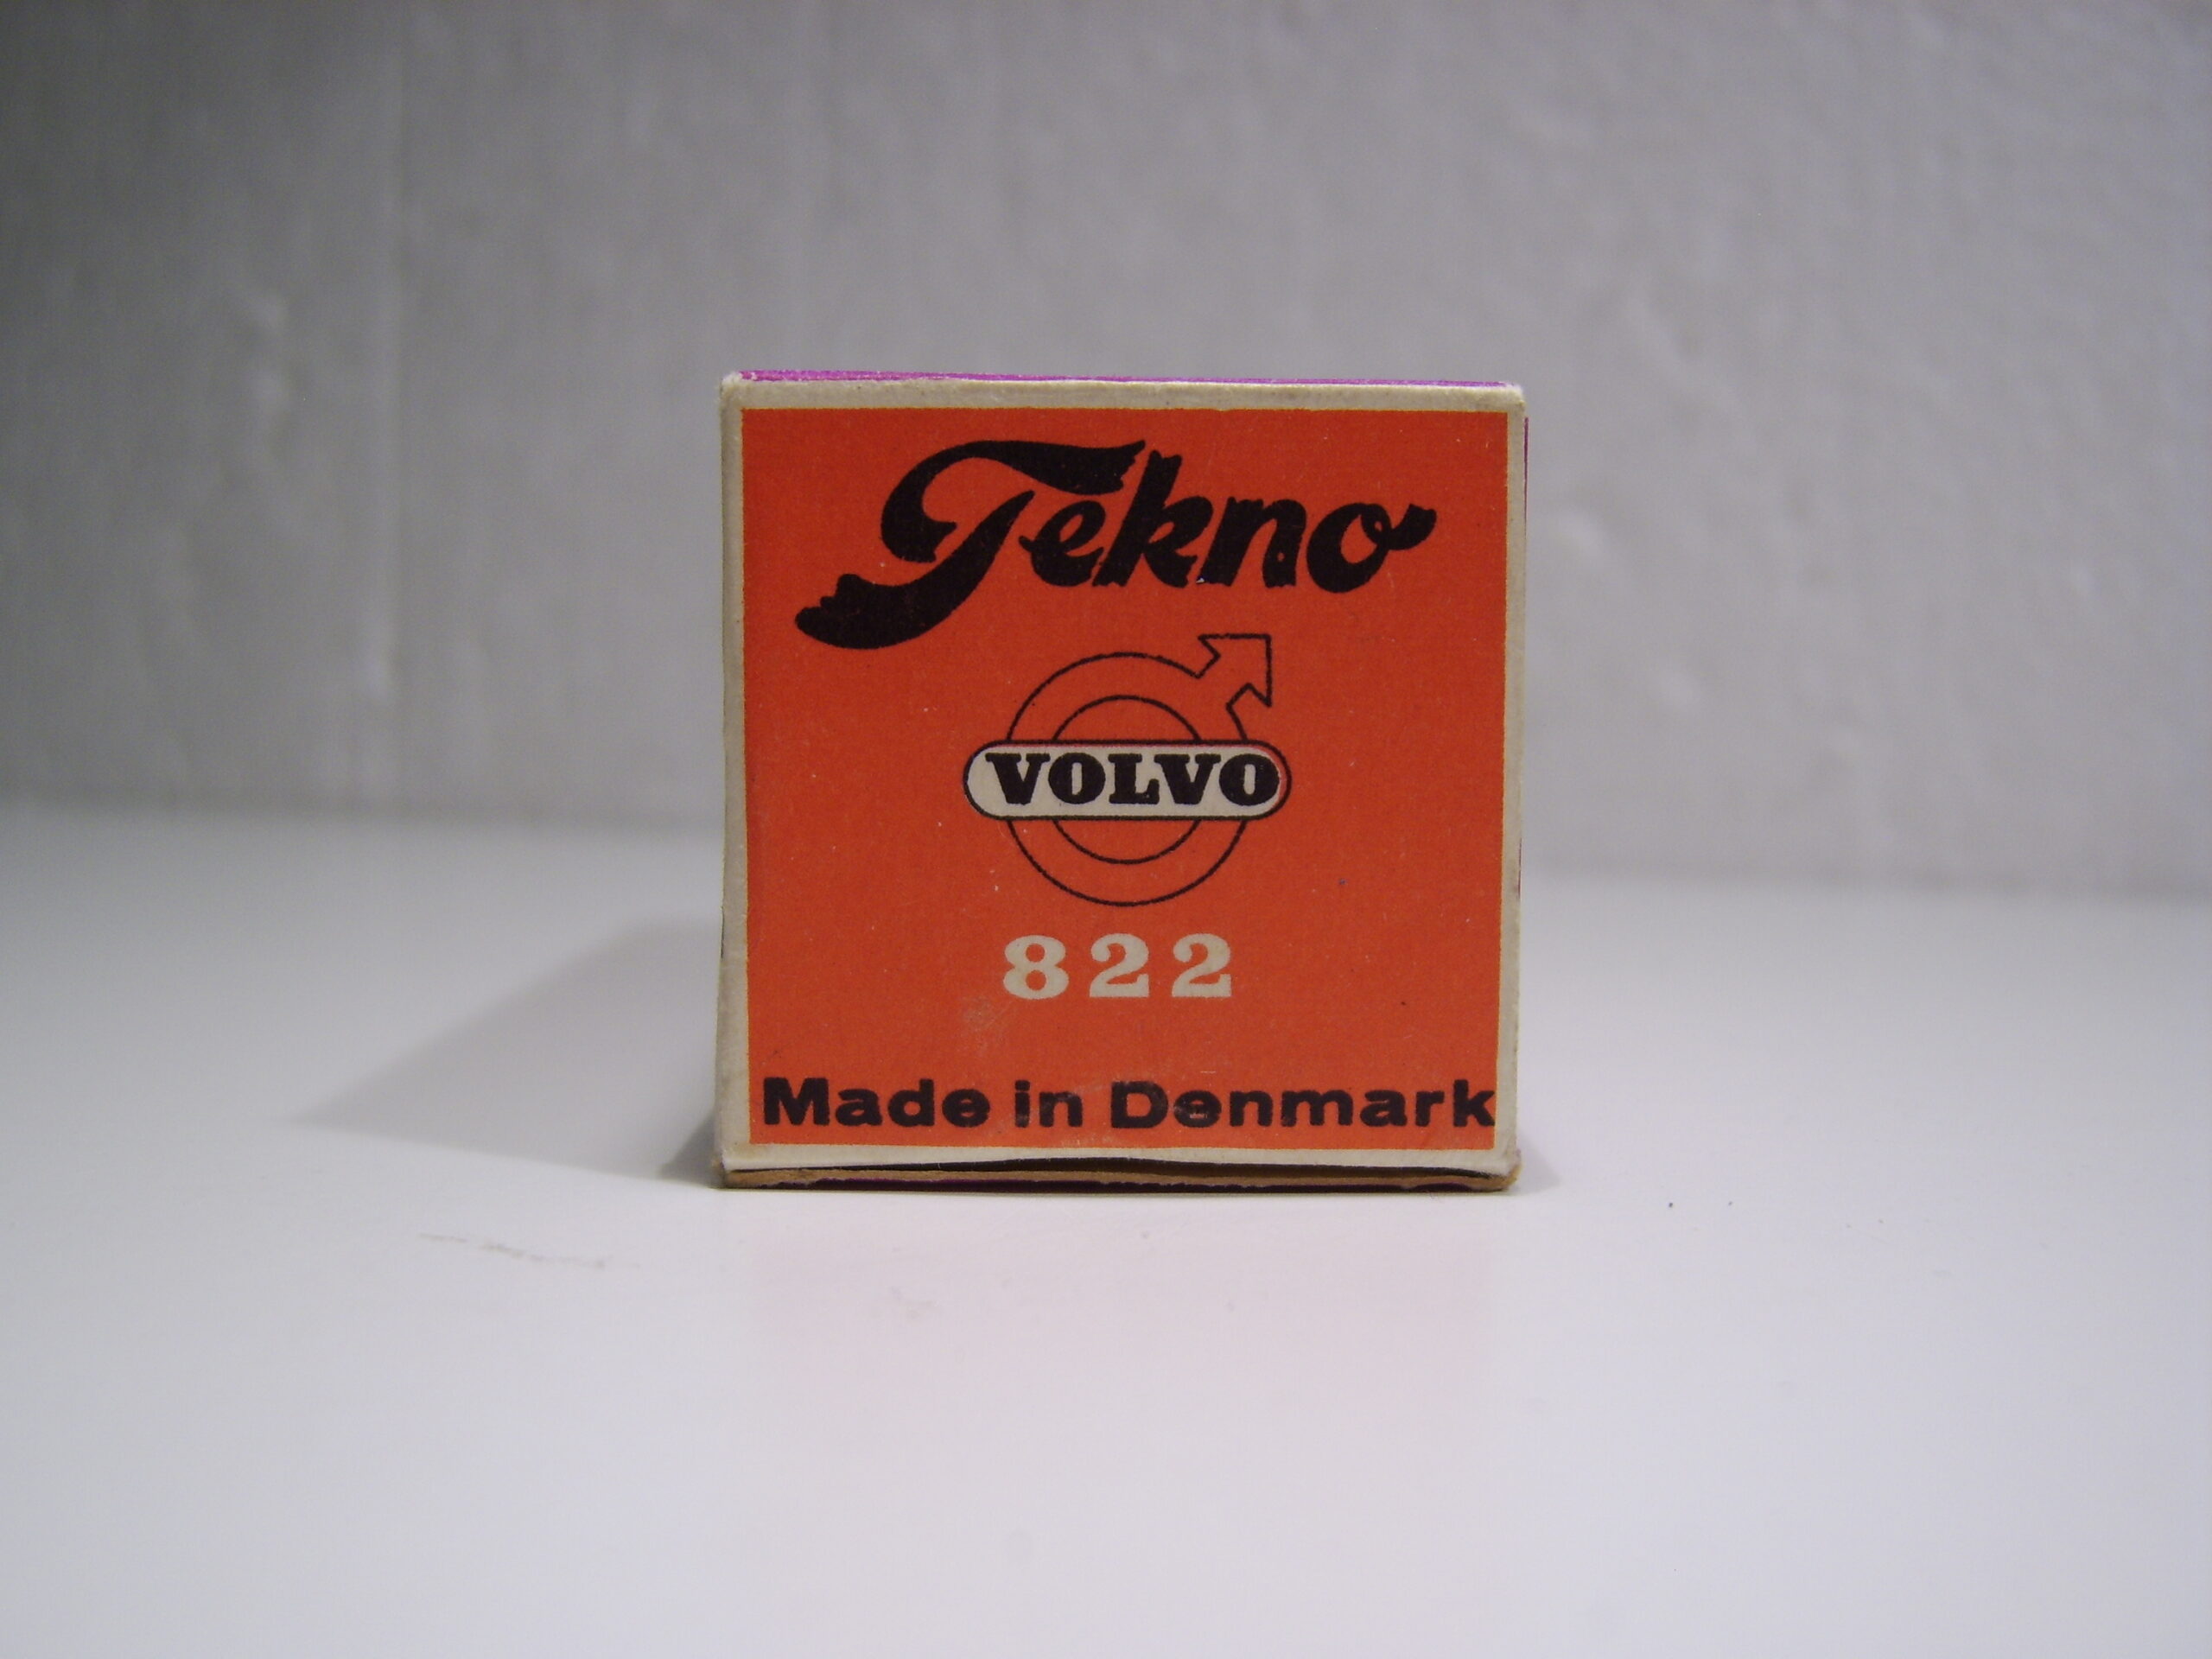 Tekno
VOLVO
822
Made in Denmark